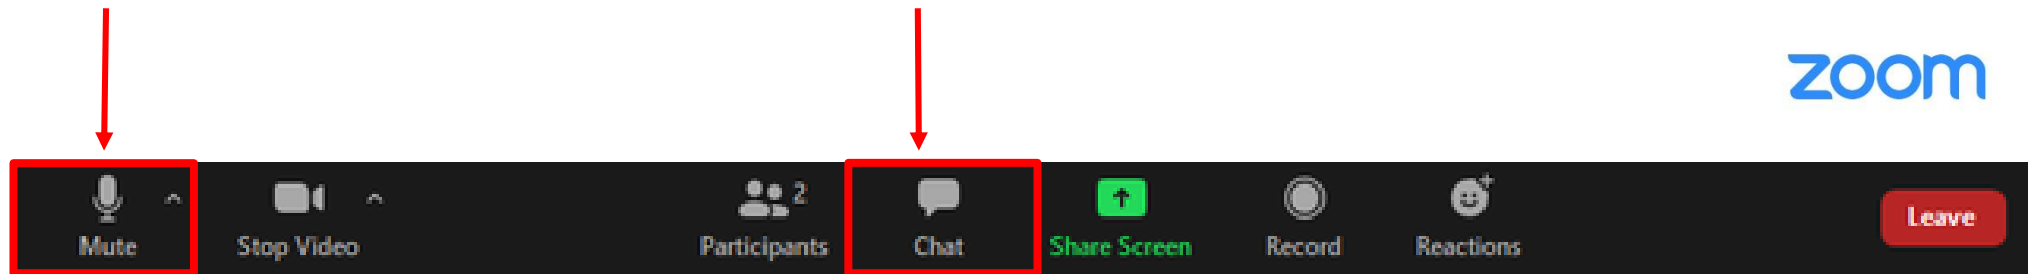 zoom
2
Mute
Stop Video
Participants
Chat
Share Screen
Record
Reactions
Leave